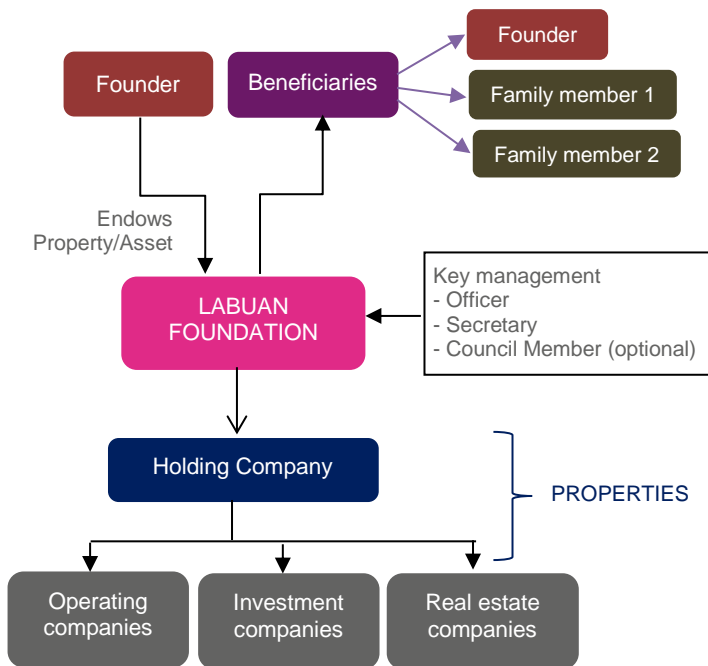 Founder
Beneficiaries
Founder
Family member 1
Family member 2
Endows
Property/Asset
LABUAN
FOUNDATION
Key management
- Officer
- Secretary
- Council Member (optional)
Holding Company
PROPERTIES
Operating
companies
Investment
companies
Real estate
companies